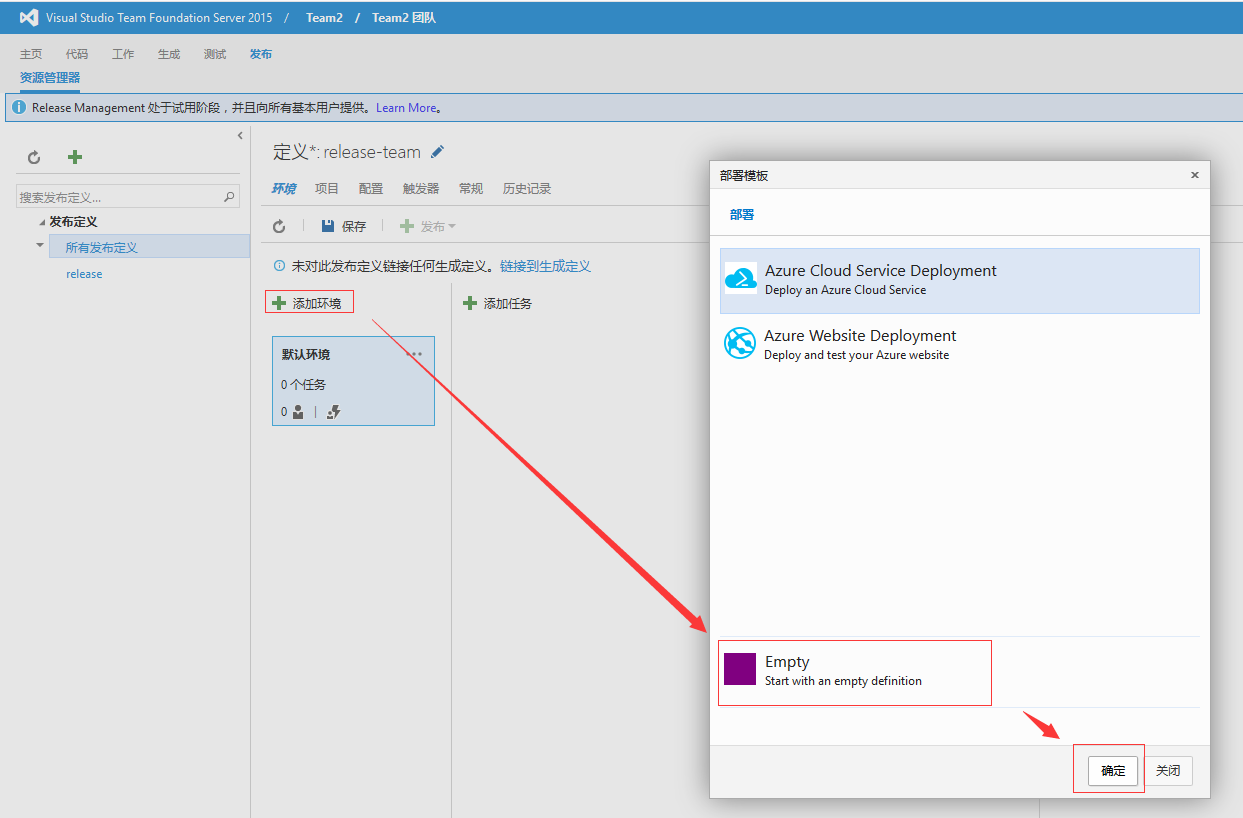 Visual Studio Team Foundation Server 2015 / Team2 / Team2 团队
主页 代码 工作 生成 测试 发布
资源管理器
Release Management 处于试用阶段，并且向所有基本用户提供。Learn More。
定义*: release-team
搜索发布定义...
发布定义
所有发布定义
release
环境 项目 配置 触发器 常规 历史记录
保存 发布
未对此发布定义链接任何生成定义。链接到生成定义
添加环境 添加任务
默认环境 ...
0 个任务
0
部署模板 ×
部署
Azure Cloud Service Deployment
Deploy an Azure Cloud Service
Azure Website Deployment
Deploy and test your Azure website
Empty
Start with an empty definition
确定 关闭